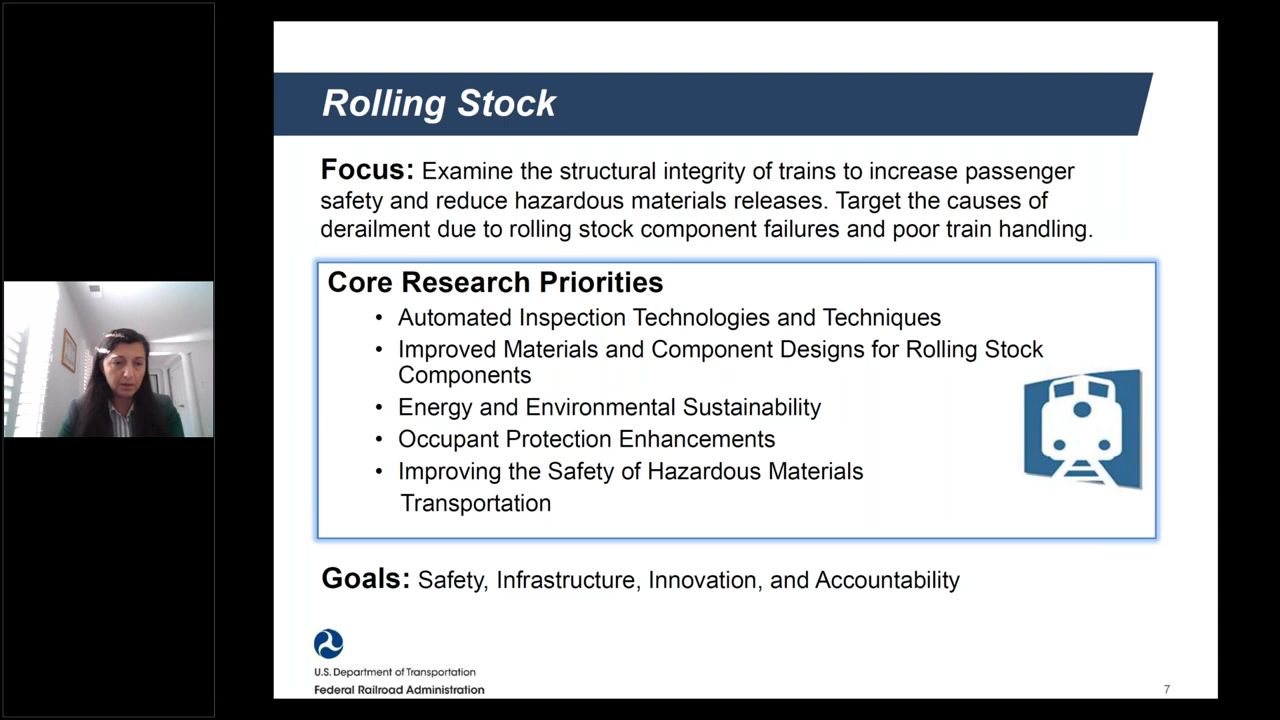 Rolling Stock
Focus: Examine the structural integrity of trains to increase passenger
safety and reduce hazardous materials releases. Target the causes of
derailment due to rolling stock component failures and poor train handling.
Core Research Priorities
• Automated Inspection Technologies and Techniques
• Improved Materials and Component Designs for Rolling Stock
Components
• Energy and Environmental Sustainability
• Occupant Protection Enhancements
• Improving the Safety of Hazardous Materials
Transportation
Goals: Safety, Infrastructure, Innovation, and Accountability
U.S. Department of Transportation
Federal Railroad Administration
7